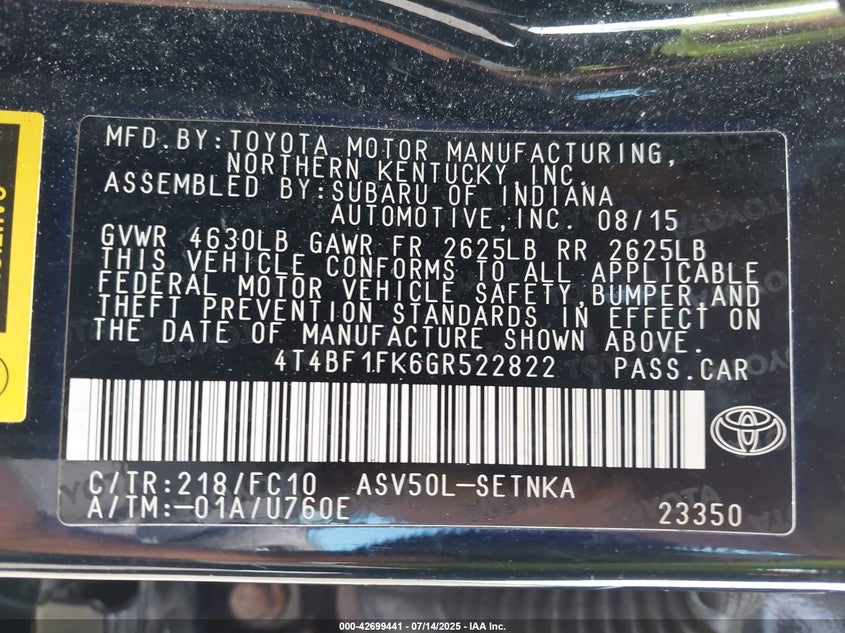 MFD.BY:TOYOTA MOTOR MANUFACTURING,
NORTHERN KENTUCKY,INC.
ASSEMBLED BY:SUBARU OF INDIANA
AUTOMOTIVE,INC. 08/15
GVWR 4630LB GAWR FR 2625LB RR 2625LB
THIS VEHICLE CONFORMS TO ALL APPLICABLE
FEDERAL MOTOR VEHICLE SAFETY,BUMPER,AND
THEFT PREVENTION STANDARDS IN EFFECT ON
THE DATE OF MANUFACTURE SHOWN ABOVE.
4T4BF1FK6GR522822 PASS.CAR
C/TR:218/FC10 ASV50L-SETNKA
A/TM:-01A/U760E 23350
000-42699441 - 07/14/2025 - IAA Inc.